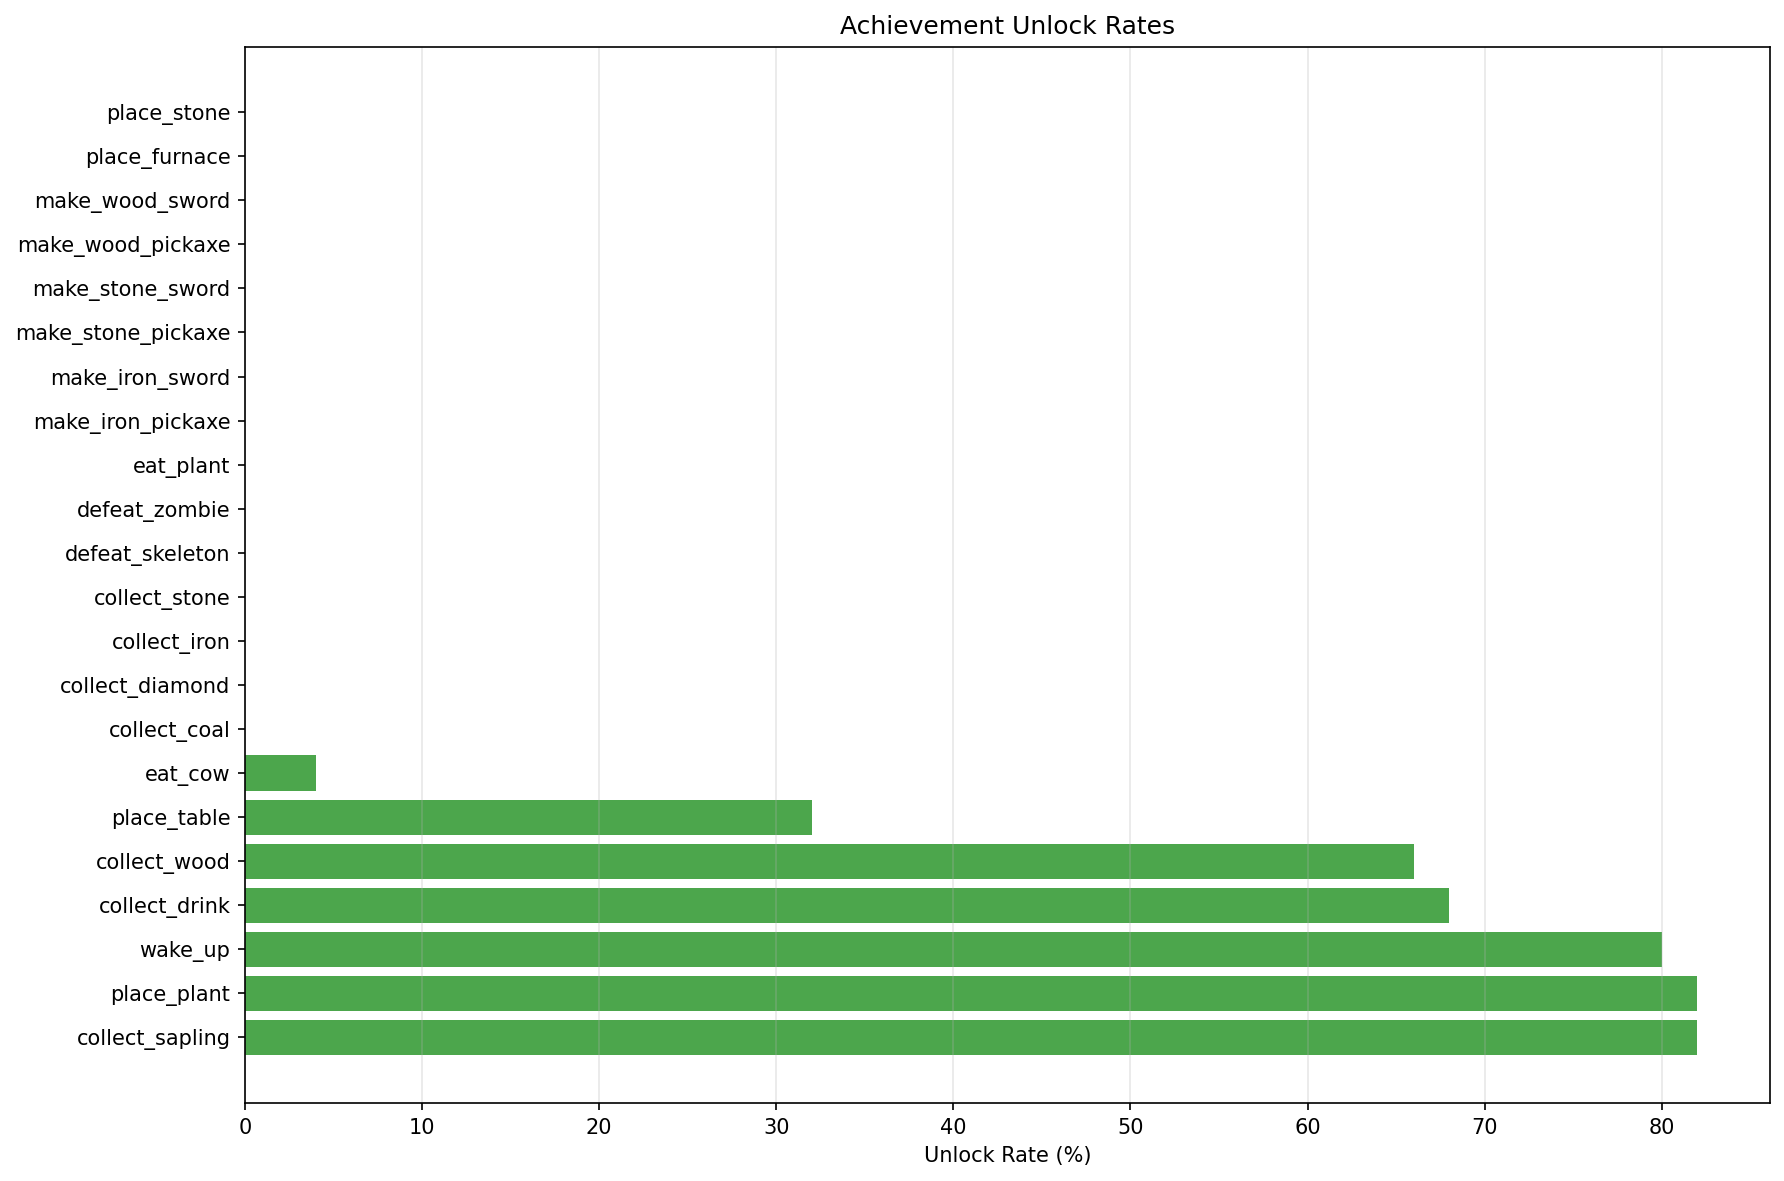 Achievement Unlock Rates
place_stone
place_furnace
make_wood_sword
make_wood_pickaxe
make_stone_sword
make_stone_pickaxe
make_iron_sword
make_iron_pickaxe
eat_plant
defeat_zombie
defeat_skeleton
collect_stone
collect_iron
collect_diamond
collect_coal
eat_cow
place_table
collect_wood
collect_drink
wake_up
place_plant
collect_sapling
0 10 20 30 40 50 60 70 80
Unlock Rate (%)